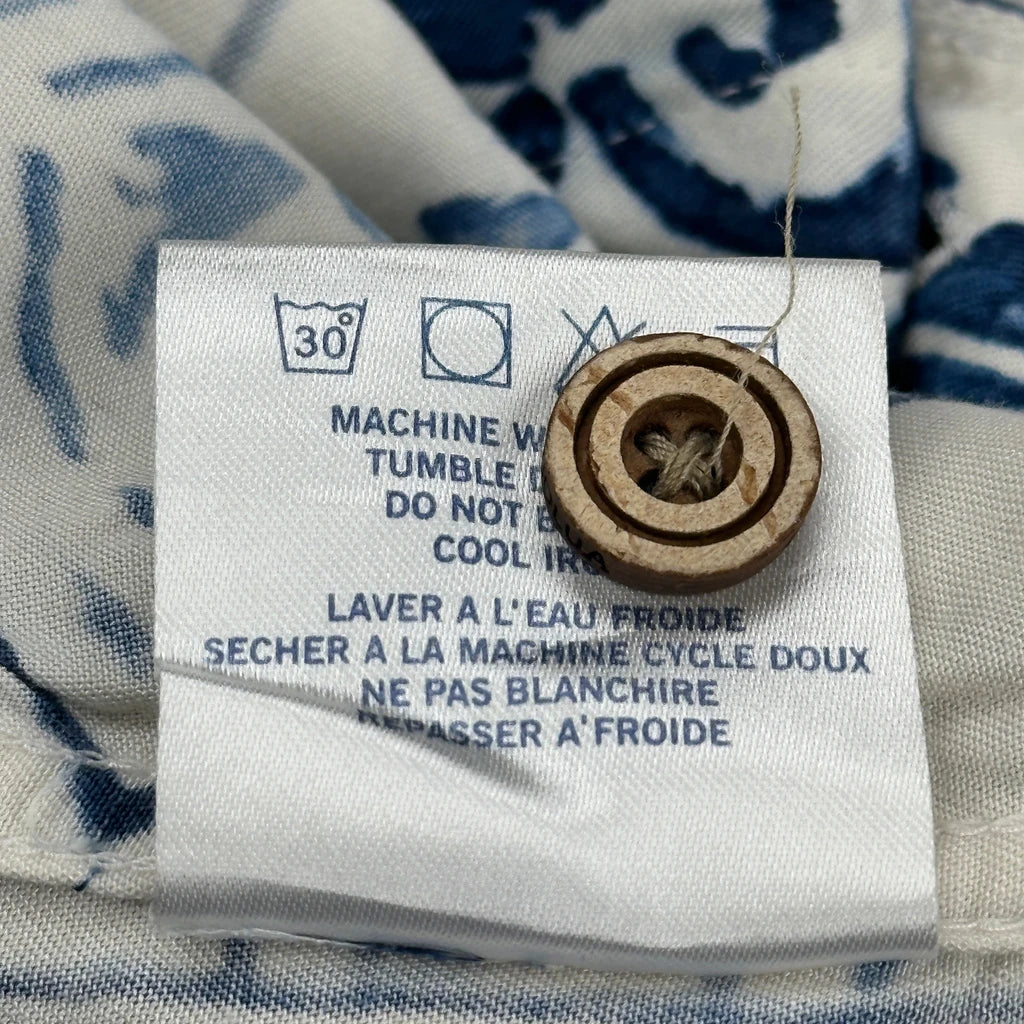 30°
MACHINE
TUMBLE
DO NOT
COOL
LAVER A L'EAU FROIDE
SECHER A LA MACHINE CYCLE DOUX
NE PAS BLANCHIRE
REPASSER A'FROIDE